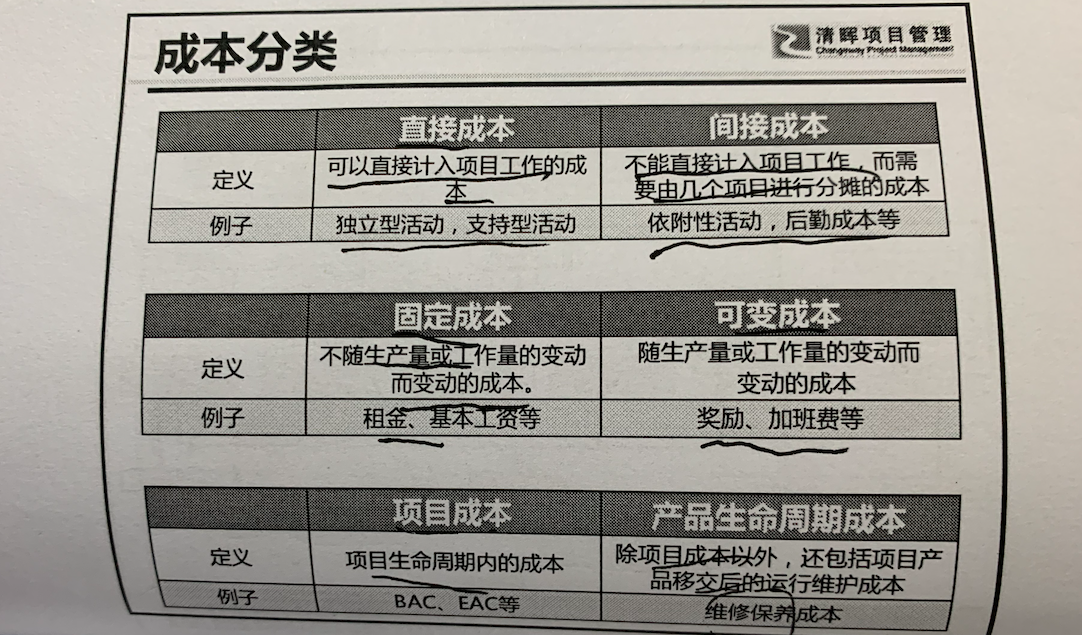 成本分类
清晖项目管理
Changeway Project Management
直接成本 间接成本
定义 可以直接计入项目工作的成本 不能直接计入项目工作，而需要由几个项目进行分摊的成本
例子 独立型活动，支持型活动 依附性活动，后勤成本等
固定成本 可变成本
定义 不随生产量或工作量的变动而变动的成本。 随生产量或工作量的变动而变动的成本
例子 租金、基本工资等 奖励、加班费等
项目成本 产品生命周期成本
定义 项目生命周期内的成本 除项目成本以外，还包括项目产品移交后的运行维护成本
例子 BAC、EAC等 维修保养成本